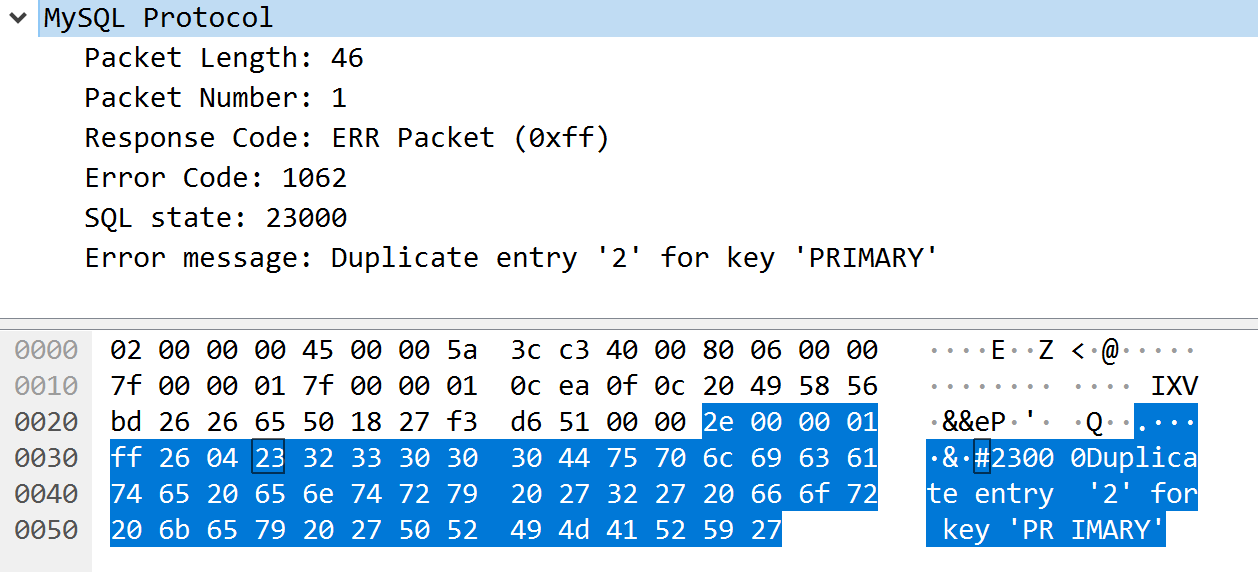 MySQL Protocol
Packet Length: 46
Packet Number: 1
Response Code: ERR Packet (0xff)
Error Code: 1062
SQL state: 23000
Error message: Duplicate entry '2' for key 'PRIMARY'
0000 02 00 00 00 45 00 00 5a 3c c3 40 00 80 06 00 00 ····E··Z <·@·····
0010 7f 00 00 01 7f 00 00 01 0c ea 0f 0c 20 49 58 56 ········ ···· IXV
0020 bd 26 26 65 50 18 27 f3 d6 51 00 00 2e 00 00 01 ·&&eP·'· ·Q··.···
0030 ff 26 04 23 32 33 30 30 30 44 75 70 6c 69 63 61 ·&·#2300 0Duplica
0040 74 65 20 65 6e 74 72 79 20 27 32 27 20 66 6f 72 te entry '2' for
0050 20 6b 65 79 20 27 50 52 49 4d 41 52 59 27 key 'PR IMARY'